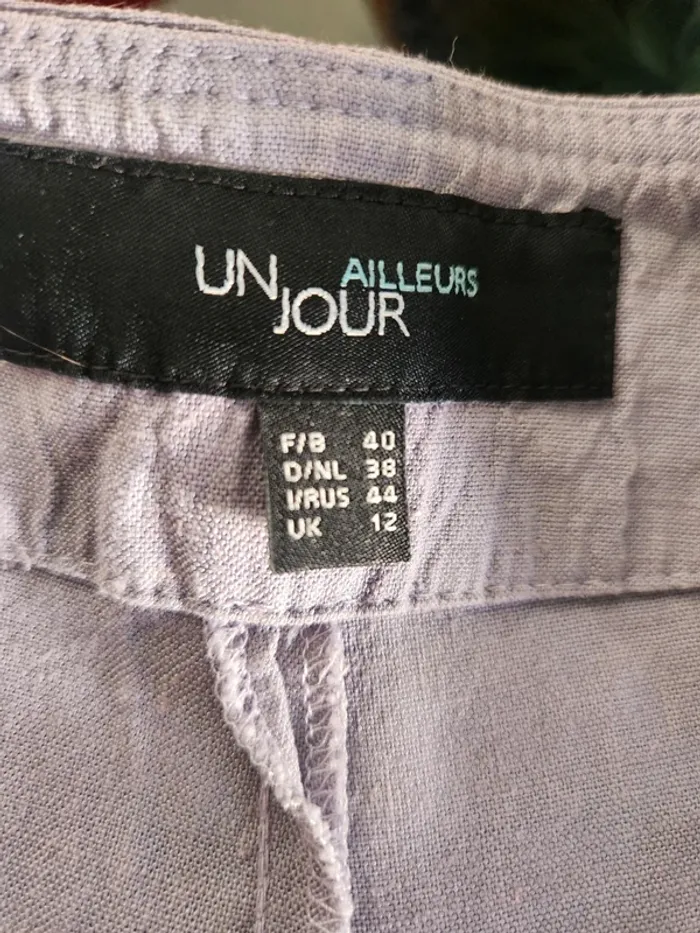 UN AILLEURS
JOUR
F/B 40
D/NL 38
I/RUS 44
UK 12